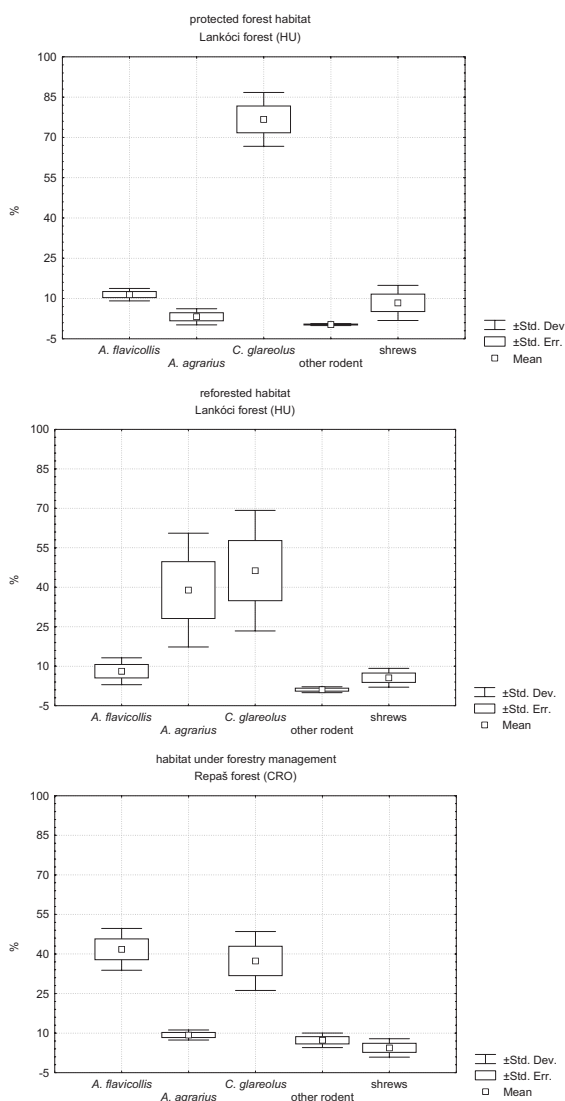 protected forest habitat
Lankóci forest (HU)
100
85
70
55
40
25
10
-5
%
A. flavicollis
A. agrarius
C. glareolus
other rodent
shrews
±Std. Dev
±Std. Err.
Mean
reforested habitat
Lankóci forest (HU)
100
85
70
55
40
25
10
-5
%
A. flavicollis
A. agrarius
C. glareolus
other rodent
shrews
±Std. Dev.
±Std. Err.
Mean
habitat under forestry management
Repaš forest (CRO)
100
85
70
55
40
25
10
-5
%
A. flavicollis
A. agrarius
C. glareolus
other rodent
shrews
±Std. Dev.
±Std. Err.
Mean